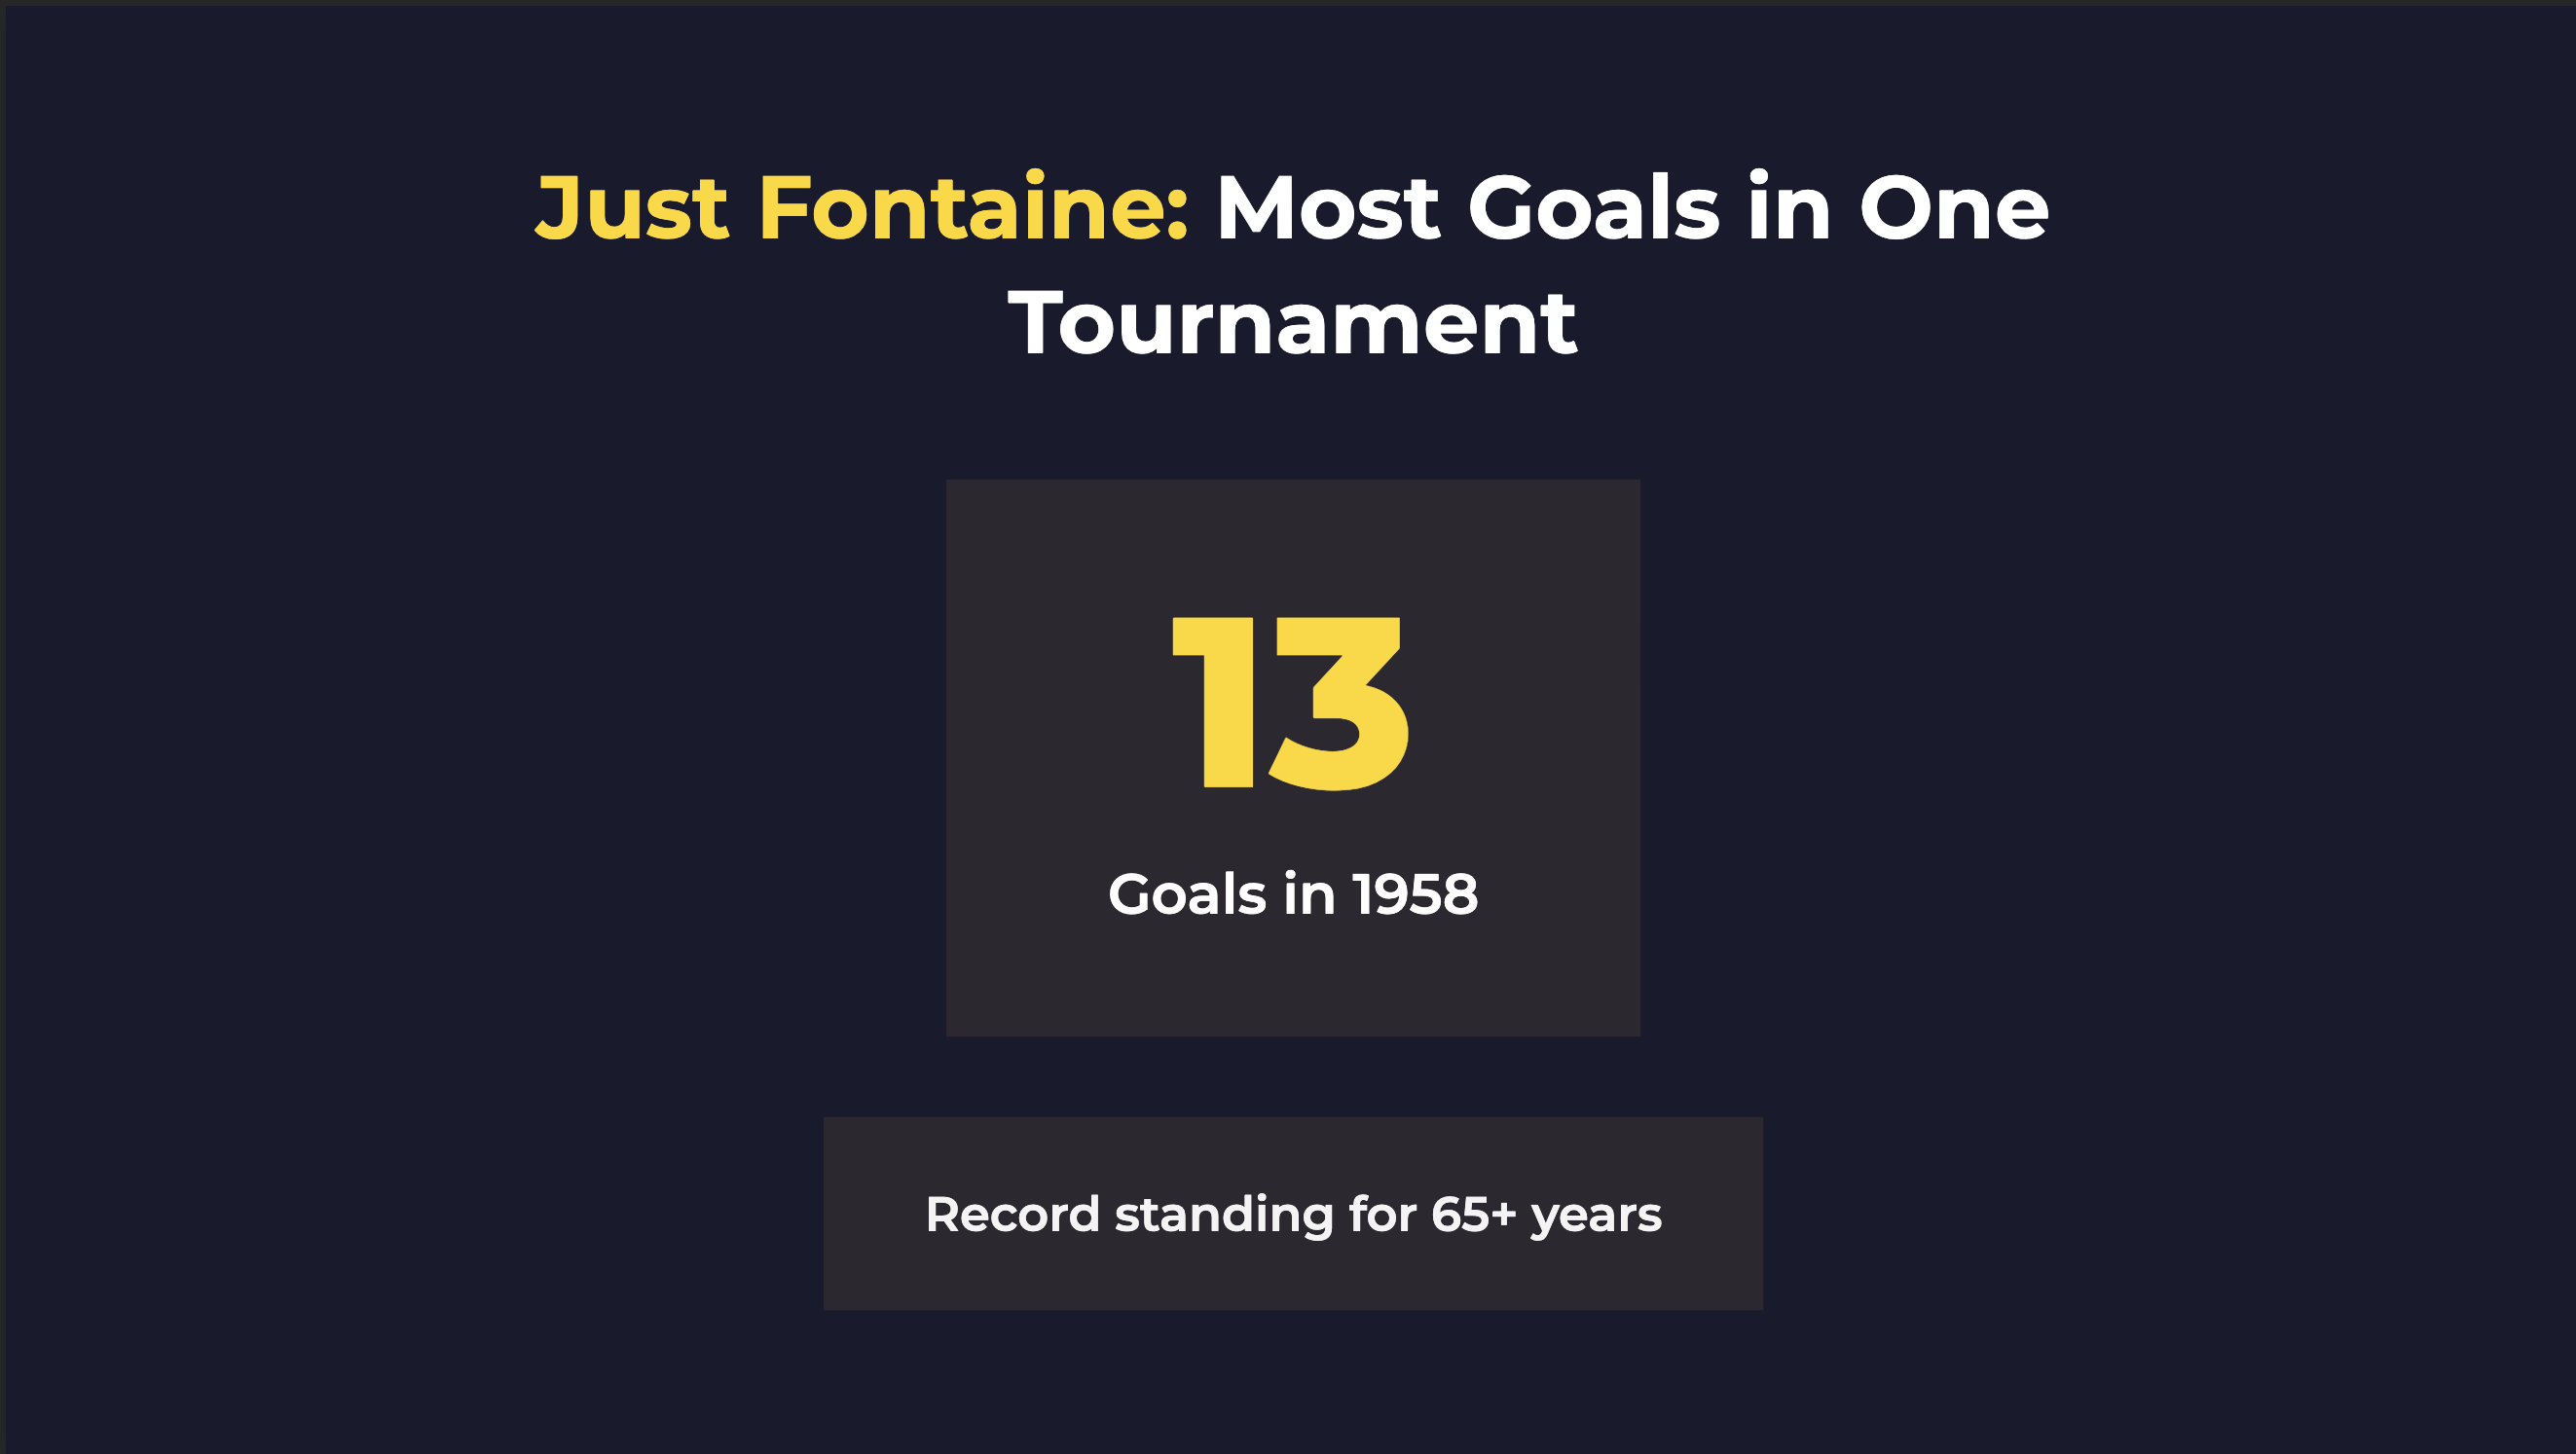 Just Fontaine: Most Goals in One
Tournament
13
Goals in 1958
Record standing for 65+ years